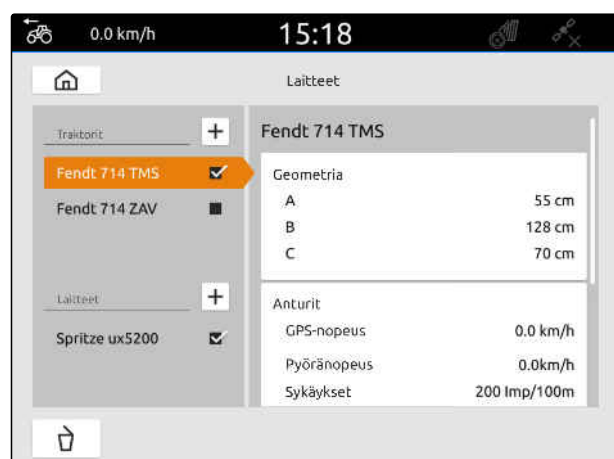 0.0 km/h 15:18
Laitteet
Traktorit +
Fendt 714 TMS
Fendt 714 ZAV
Laitteet +
Spritze ux5200
Fendt 714 TMS
Geometria
A 55 cm
B 128 cm
C 70 cm
Anturit
GPS-nopeus 0.0 km/h
Pyöränopeus 0.0km/h
Sykäykset 200 Imp/100m